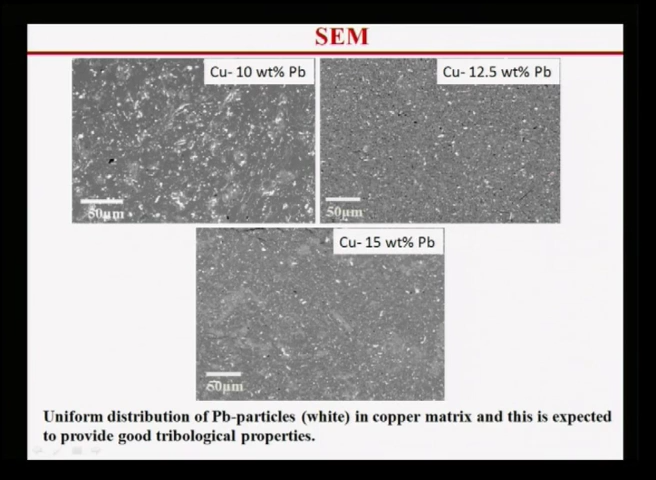 SEM
Cu- 10 wt% Pb
Cu- 12.5 wt% Pb
50μm
50μm
Cu- 15 wt% Pb
50μm
Uniform distribution of Pb-particles (white) in copper matrix and this is expected
to provide good tribological properties.